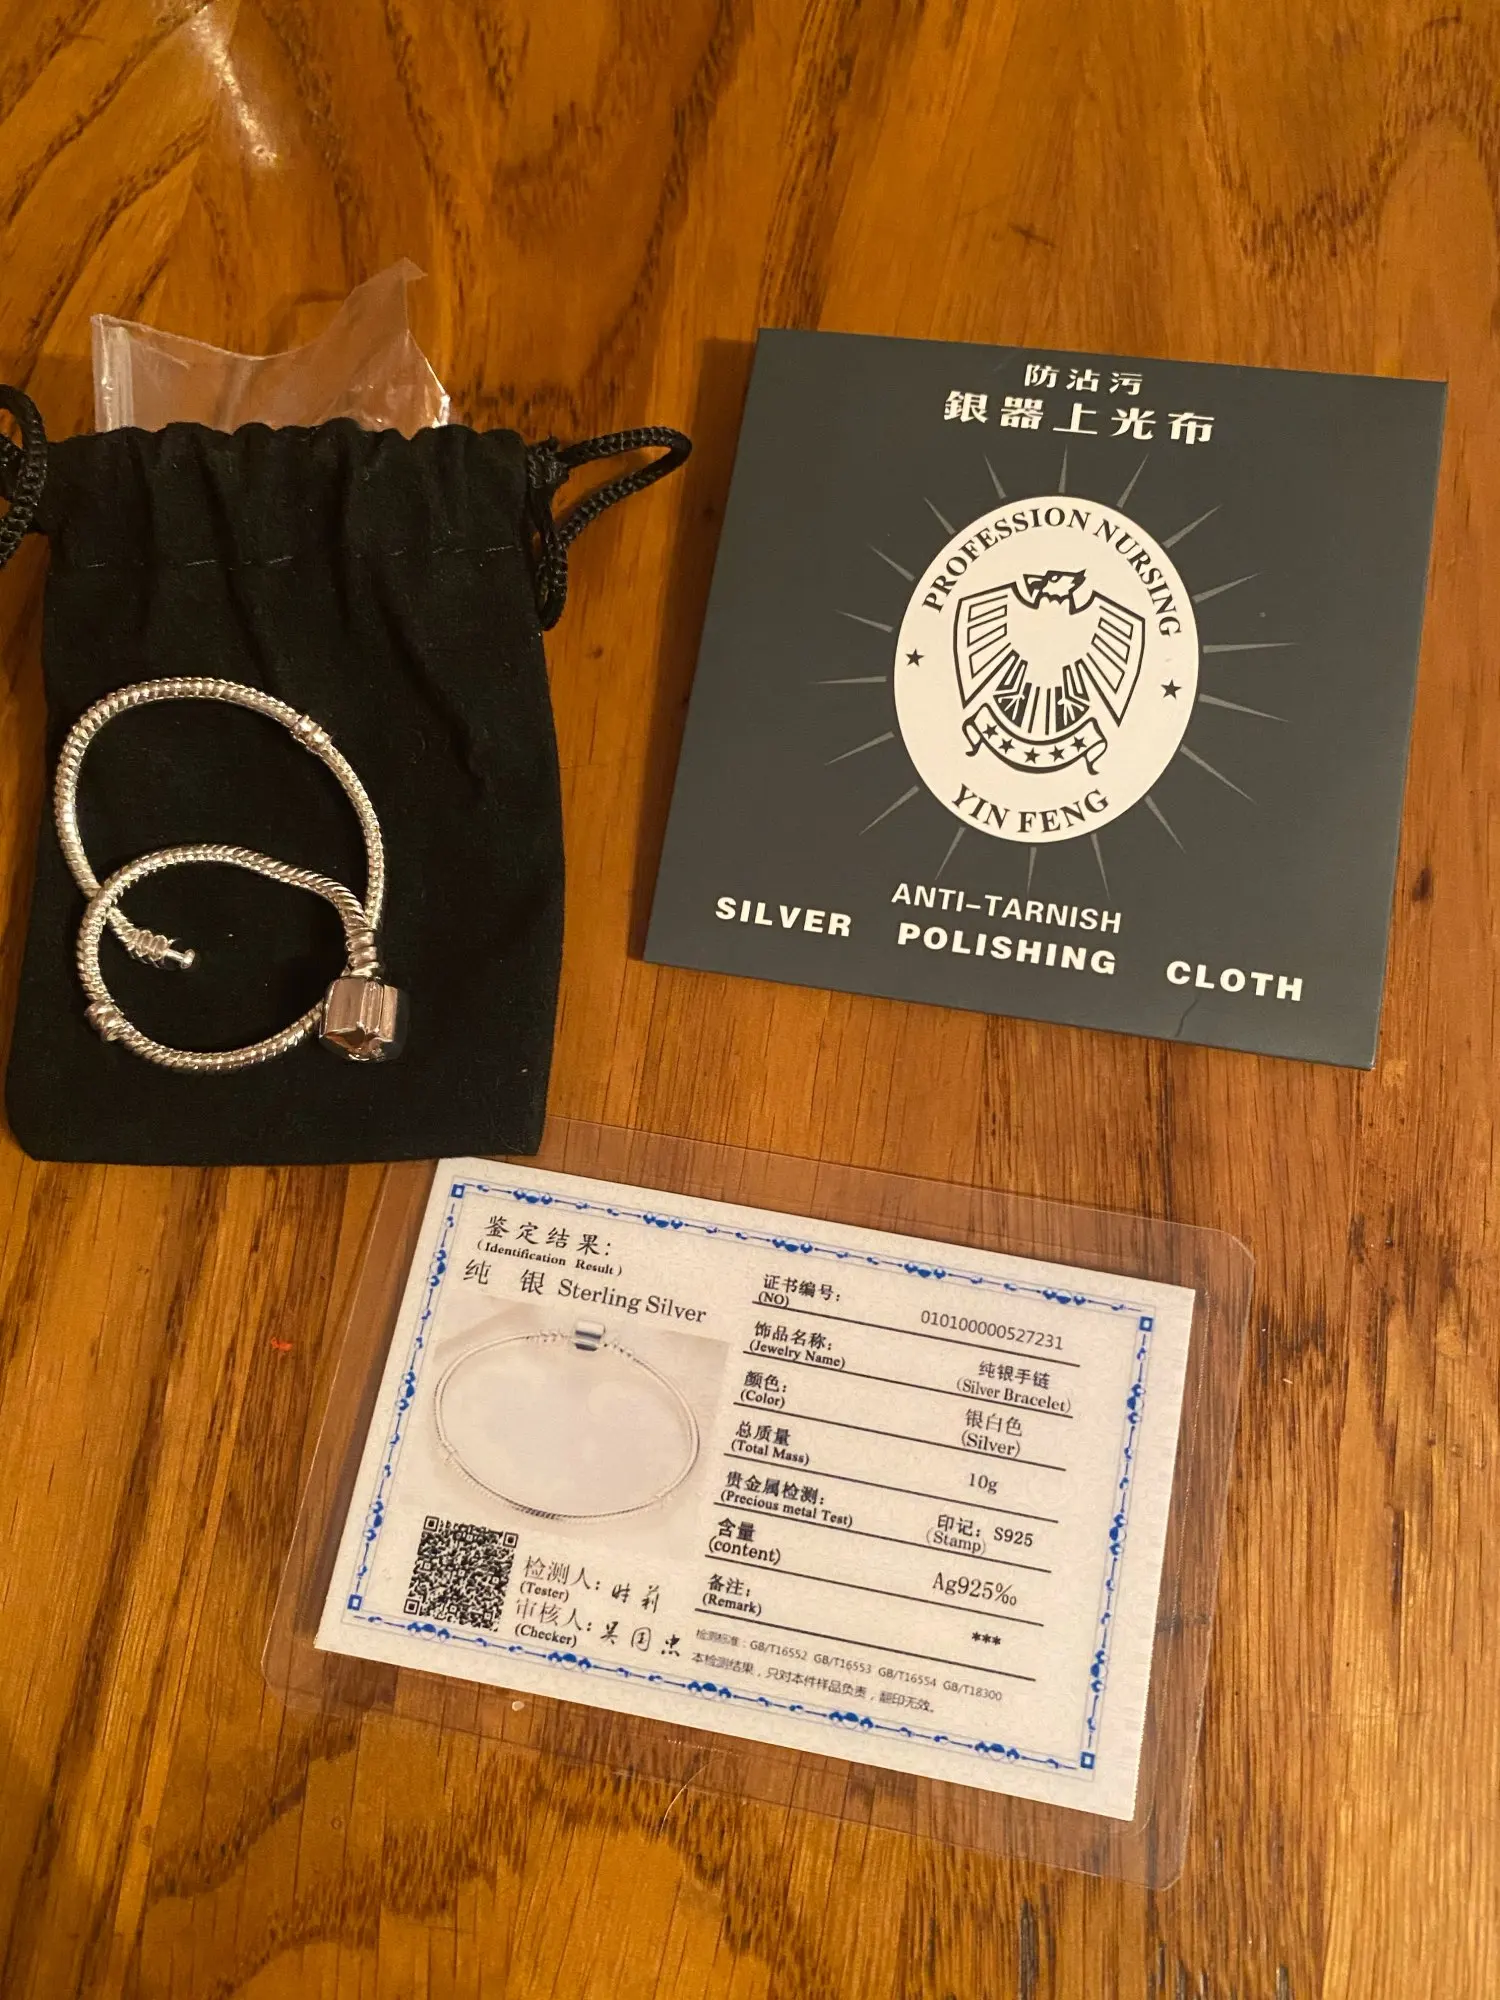 防沾污
銀器上光布
PROFESSION NURSING
YIN FENG
ANTI-TARNISH
SILVER POLISHING CLOTH
鉴定结果:
(Identification Result)
纯 银 Sterling Silver
检测人: 时莉
(Tester)
审核人: 吴国忠
(Checker)
证书编号: 010100000527231
(NO)
饰品名称: 纯银手链
(Jewelry Name) (Silver Bracelet)
颜色: 银白色
(Color) (Silver)
总质量 10g
(Total Mass)
贵金属检测: 印记: S925
(Precious metal Test) (Stamp)
含量 Ag925‰
(content)
备注: ***
(Remark)
检测标准: GB/T16552 GB/T16553 GB/T16554 GB/T18300
本检测结果，只对本件样品负责，翻印无效。